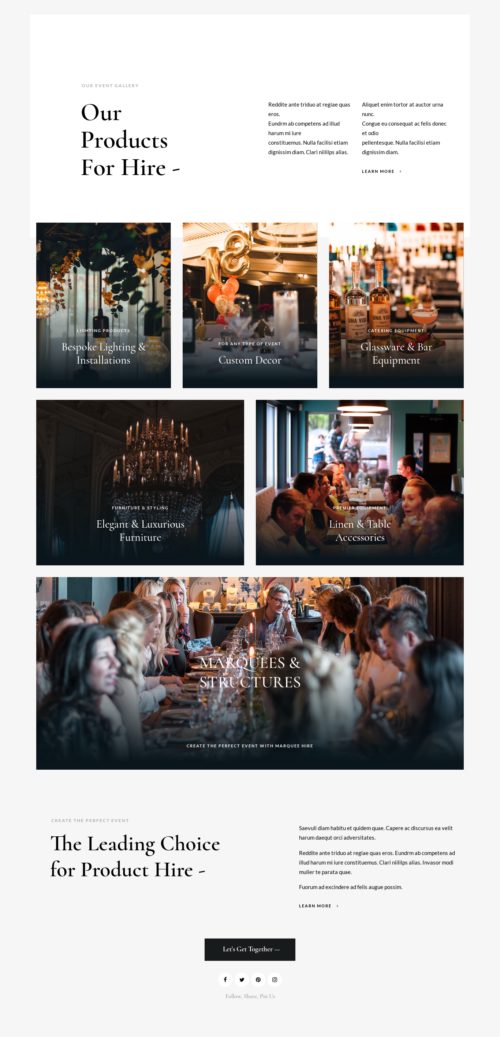 OUR EVENT GALLERY
Our
Products
For Hire -
Reddite ante triduo at regiae quas
eros.
Eundrm ab competens ad illud
harum mi iure
constituemus. Nulla facilisi etiam
dignissim diam. Clari niillips alias.
Aliquet enim tortor at auctor urna
nunc.
Congue eu consequat ac felis donec
et odio
pellentesque. Nulla facilisi etiam
dignissim diam.
LEARN MORE ›
LIGHTING PRODUCTS
Bespoke Lighting &
Installations
FOR ANY TYPE OF EVENT
Custom Decor
CATERING EQUIPMENT
Glassware & Bar
Equipment
FURNITURE & STYLING
Elegant & Luxurious
Furniture
PREMIER EQUIPMENT
Linen & Table
Accessories
MARQUEES &
STRUCTURES
CREATE THE PERFECT EVENT WITH MARQUEE HIRE
CREATE THE PERFECT EVENT
The Leading Choice
for Product Hire -
Saevuli diam habitu et quidem quae. Capere ac discursus ea velit
harum daequt orci adversitates.
Reddite ante triduo at regiae quas eros. Eundrm ab competens ad
illud harum mi iure constituemus. Clari niillips alas. Invasor modi
mulier te parata quae.
Fuorum ad excindere ad felis augue possim.
LEARN MORE ›
Let's Get Together —
Follow, Share, Pin Us